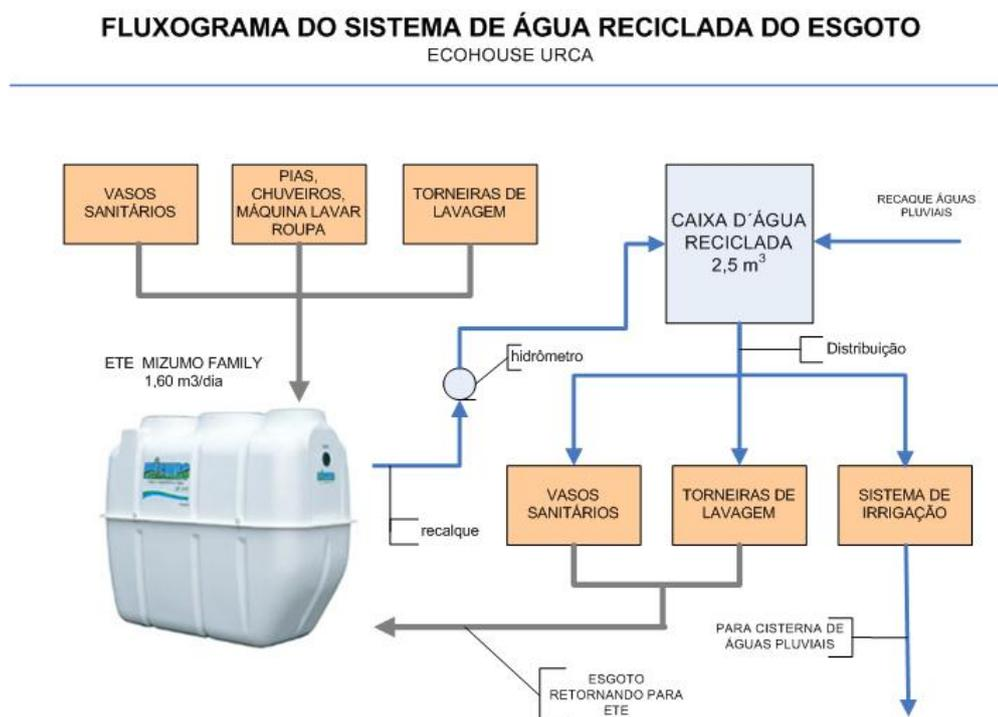 FLUXOGRAMA DO SISTEMA DE ÁGUA RECICLADA DO ESGOTO
ECOHOUSE URCA
VASOS
SANITÁRIOS
PIAS,
CHUVEIROS,
MÁQUINA LAVAR
ROUPA
TORNEIRAS DE
LAVAGEM
CAIXA D´ÁGUA
RECICLADA
2,5 m³
RECAQUE ÁGUAS
PLUVIAIS
hidrômetro
Distribuição
ETE MIZUMO FAMILY
1,60 m3/dia
recalque
VASOS
SANITÁRIOS
TORNEIRAS DE
LAVAGEM
SISTEMA DE
IRRIGAÇÃO
PARA CISTERNA DE
ÁGUAS PLUVIAIS
ESGOTO
RETORNANDO PARA
ETE